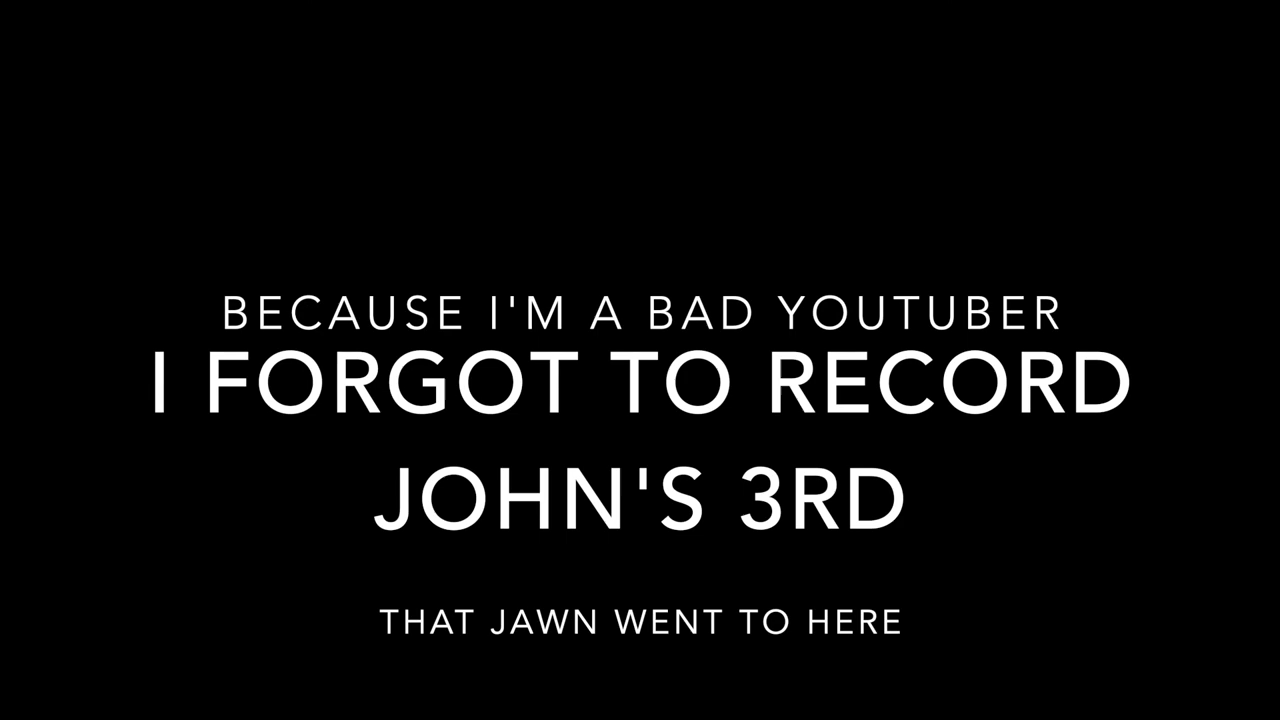 BECAUSE I'M A BAD YOUTUBER
I FORGOT TO RECORD
JOHN'S 3RD
THAT JAWN WENT TO HERE